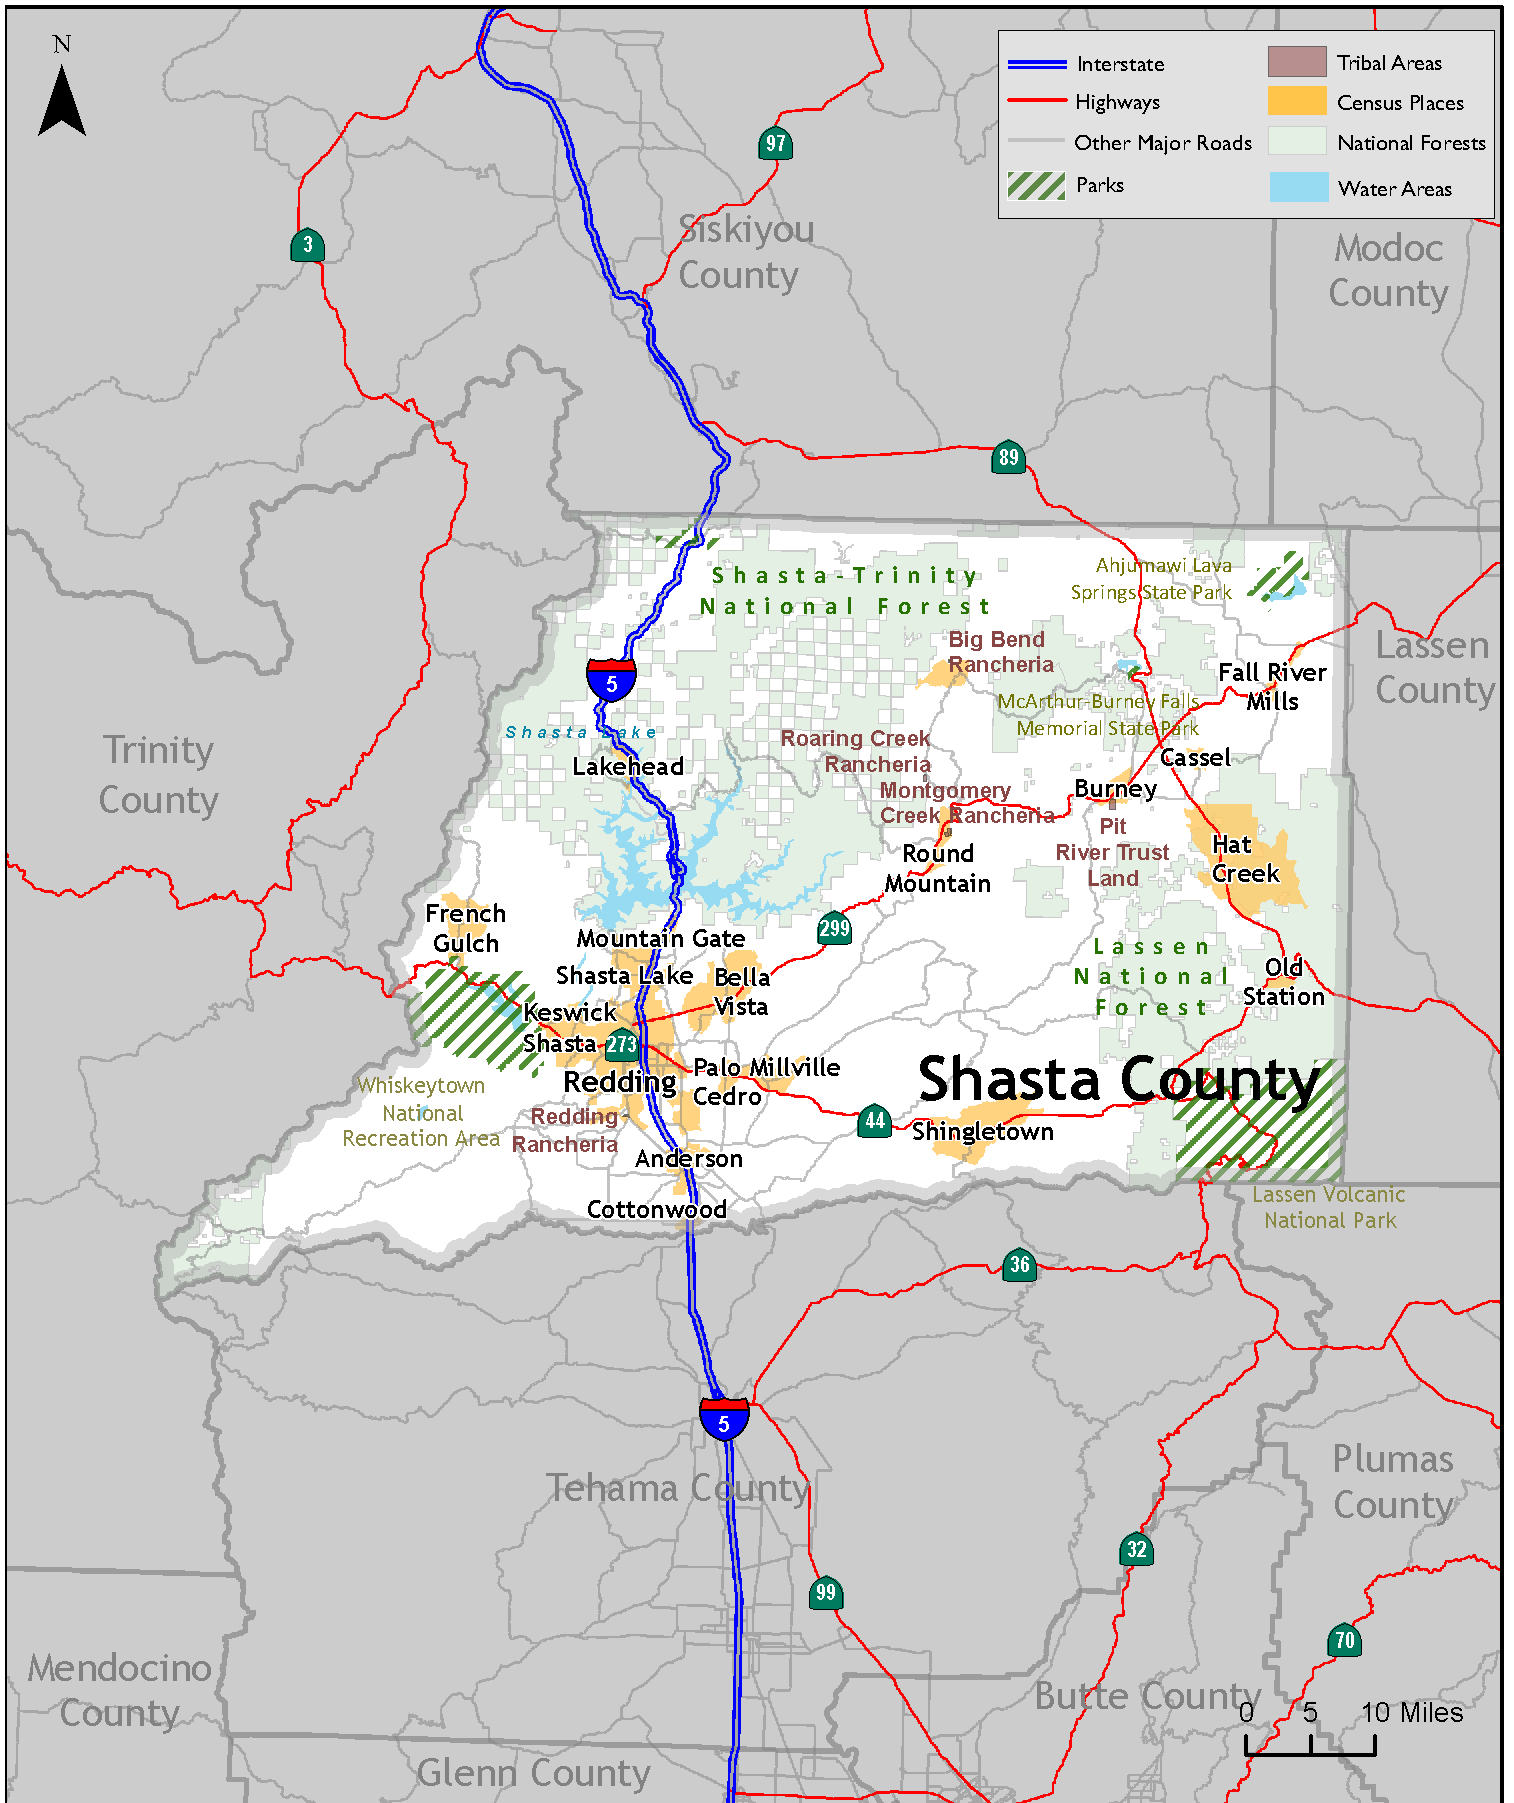 N
Interstate
Highways
Other Major Roads
Parks
Tribal Areas
Census Places
National Forests
Water Areas
97
3
Siskiyou
County
Modoc
County
89
Shasta-Trinity
National Forest
Ahjumawi Lava
Springs State Park
Big Bend
Rancheria
Lassen
County
5
Fall River
Mills
McArthur-Burney Falls
Memorial State Park
Shasta Lake
Roaring Creek
Rancheria
Trinity
County
Lakehead
Cassel
Montgomery
Creek Rancheria
Burney
Pit
River Trust
Land
Round
Mountain
Hat
Creek
French
Gulch
299
Mountain Gate
Lassen
National
Forest
Shasta Lake
Bella
Vista
Old
Station
Keswick
Shasta
273
Redding
Palo
Cedro
Millville
Shasta County
Whiskeytown
National
Recreation Area
Redding
Rancheria
44
Shingletown
Anderson
Cottonwood
Lassen Volcanic
National Park
36
5
Tehama County
Plumas
County
32
99
70
Mendocino
County
Butte County
0 5 10 Miles
Glenn County